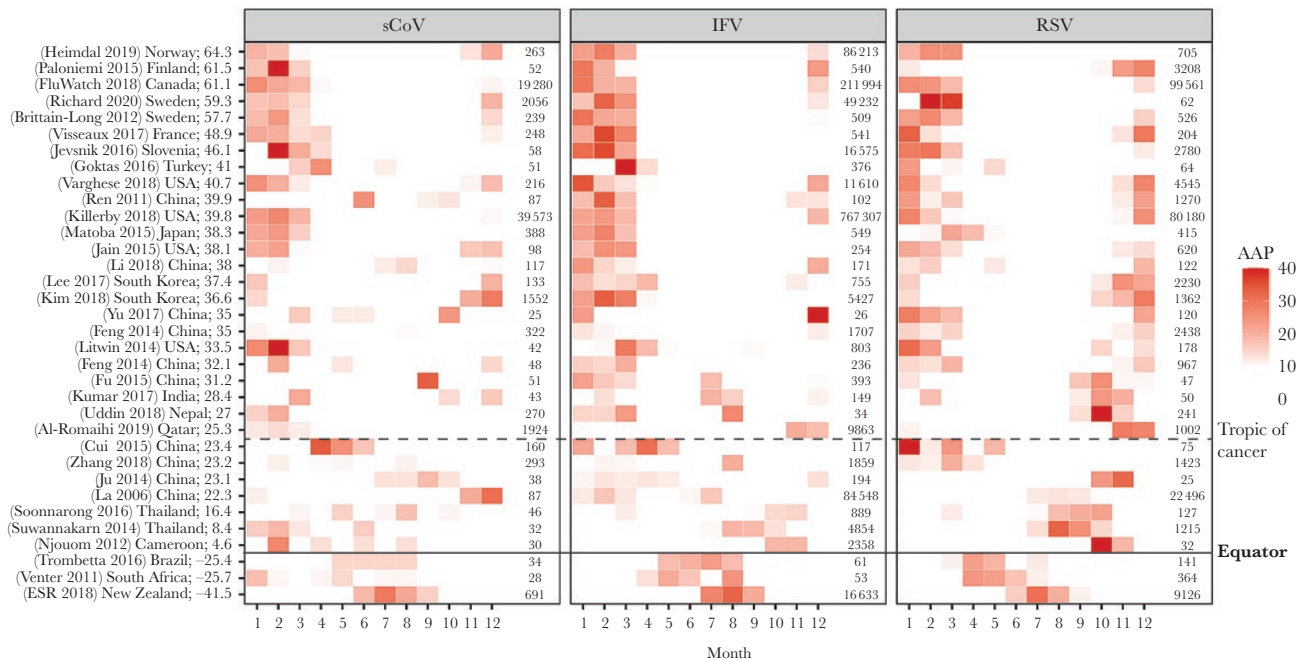 sCoV IFV RSV
(Heimdal 2019) Norway; 64.3 263 86 213 705
(Paloniemi 2015) Finland; 61.5 52 540 3208
(FluWatch 2018) Canada; 61.1 19 280 211 994 99 561
(Richard 2020) Sweden; 59.3 2056 49 232 62
(Brittain-Long 2012) Sweden; 57.7 239 509 526
(Visseaux 2017) France; 48.9 248 541 204
(Jevsnik 2016) Slovenia; 46.1 58 16 575 2780
(Goktas 2016) Turkey; 41 51 376 64
(Varghese 2018) USA; 40.7 216 11 610 4545
(Ren 2011) China; 39.9 87 102 1270
(Killerby 2018) USA; 39.8 39 573 767 307 80 180
(Matoba 2015) Japan; 38.3 388 549 415
(Jain 2015) USA; 38.1 98 254 620
(Li 2018) China; 38 117 171 122
(Lee 2017) South Korea; 37.4 133 755 2230
(Kim 2018) South Korea; 36.6 1552 5427 1362
(Yu 2017) China; 35 25 26 120
(Feng 2014) China; 35 322 1707 2438
(Litwin 2014) USA; 33.5 42 803 178
(Feng 2014) China; 32.1 48 236 967
(Fu 2015) China; 31.2 51 393 47
(Kumar 2017) India; 28.4 43 149 50
(Uddin 2018) Nepal; 27 270 34 241
(Al-Romaihi 2019) Qatar; 25.3 1924 9863 1002
(Cui 2015) China; 23.4 160 117 75
(Zhang 2018) China; 23.2 293 1859 1423
(Ju 2014) China; 23.1 38 194 25
(La 2006) China; 22.3 87 84 548 22 496
(Soonnarong 2016) Thailand; 16.4 46 889 127
(Suwannakarn 2014) Thailand; 8.4 32 4854 1215
(Njouom 2012) Cameroon; 4.6 30 2358 32
(Trombetta 2016) Brazil; –25.4 34 61 141
(Venter 2011) South Africa; –25.7 28 53 364
(ESR 2018) New Zealand; –41.5 691 16 633 9126
1 2 3 4 5 6 7 8 9 10 11 12 1 2 3 4 5 6 7 8 9 10 11 12 1 2 3 4 5 6 7 8 9 10 11 12
Month
AAP
40
30
20
10
0
Tropic of
cancer
Equator